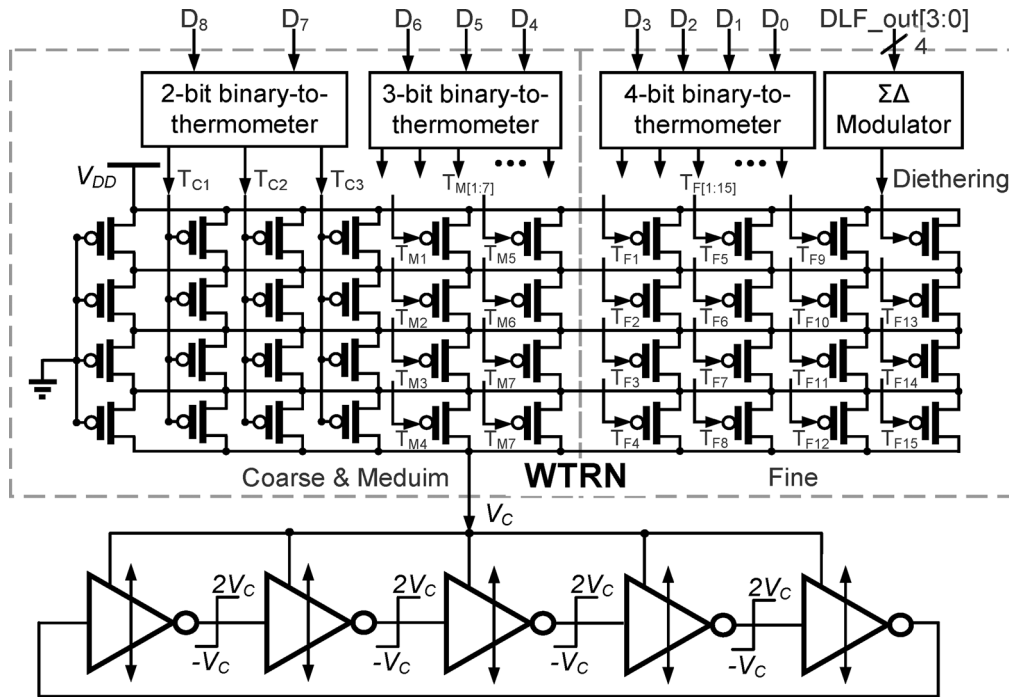 D8 D7 D6 D5 D4 D3 D2 D1 D0 DLF_out[3:0]
4
2-bit binary-to-thermometer
3-bit binary-to-thermometer
4-bit binary-to-thermometer
ΣΔ Modulator
VDD TC1 TC2 TC3 TM[1:7] TF[1:15] Diethering
TM1 TM5 TF1 TF5 TF9
TM2 TM6 TF2 TF6 TF10 TF13
TM3 TM7 TF3 TF7 TF11 TF14
TM4 TM7 TF4 TF8 TF12 TF15
Coarse & Meduim WTRN Fine
VC
2VC 2VC 2VC 2VC
-VC -VC -VC -VC